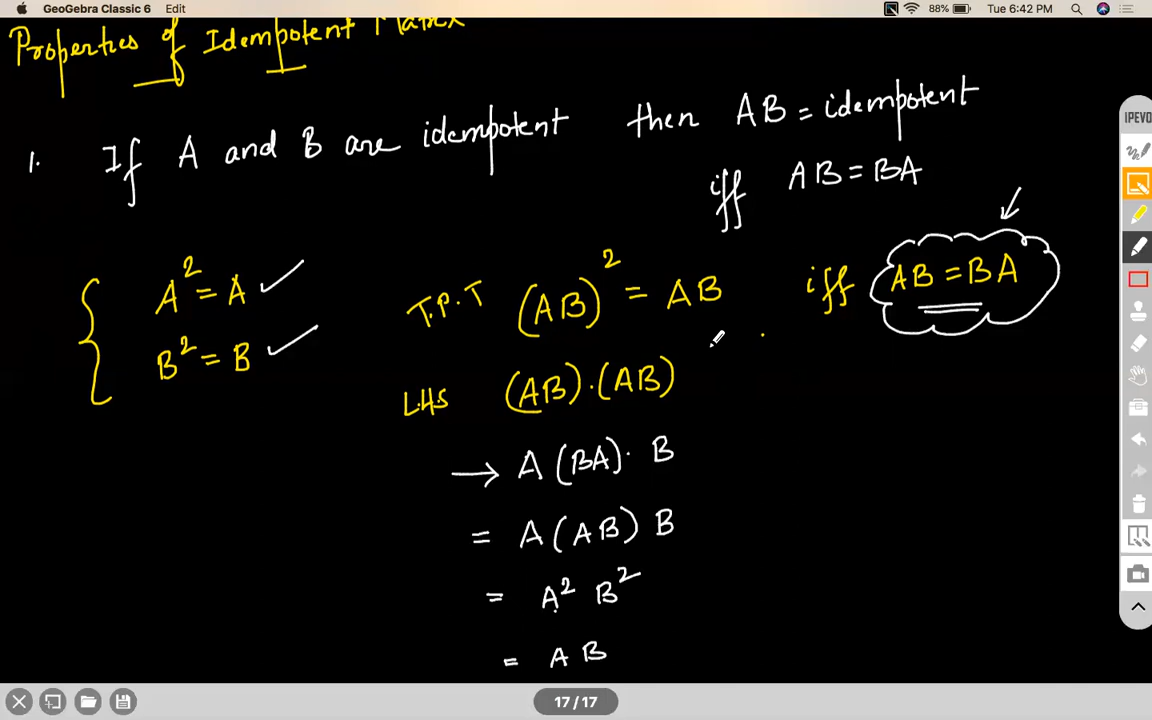 GeoGebra Classic 6 Edit 88% Tue 6:42 PM
Properties of Idempotent Matrix
1. If A and B are idempotent then AB = idempotent
iff AB = BA
IPEVO
A² = A T.P.T (AB)² = AB iff AB = BA
B² = B
L.H.S (AB).(AB)
→ A(BA). B
= A(AB) B
= A² B²
= A B
17/17